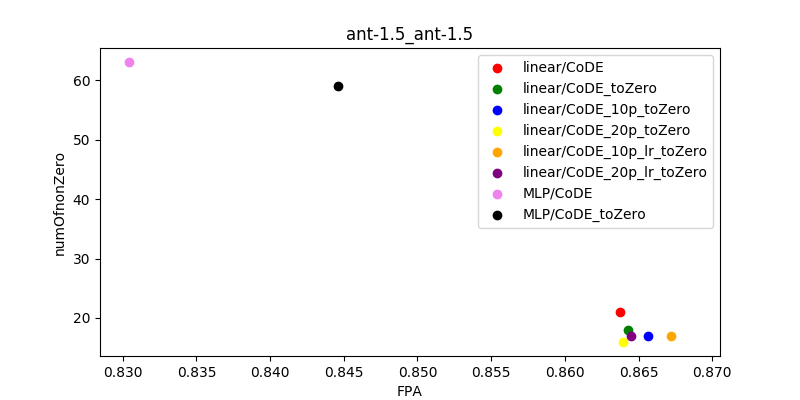 ant-1.5_ant-1.5
60
50
40
30
20
numOfnonZero
linear/CoDE
linear/CoDE_toZero
linear/CoDE_10p_toZero
linear/CoDE_20p_toZero
linear/CoDE_10p_lr_toZero
linear/CoDE_20p_lr_toZero
MLP/CoDE
MLP/CoDE_toZero
0.830 0.835 0.840 0.845 0.850 0.855 0.860 0.865 0.870
FPA